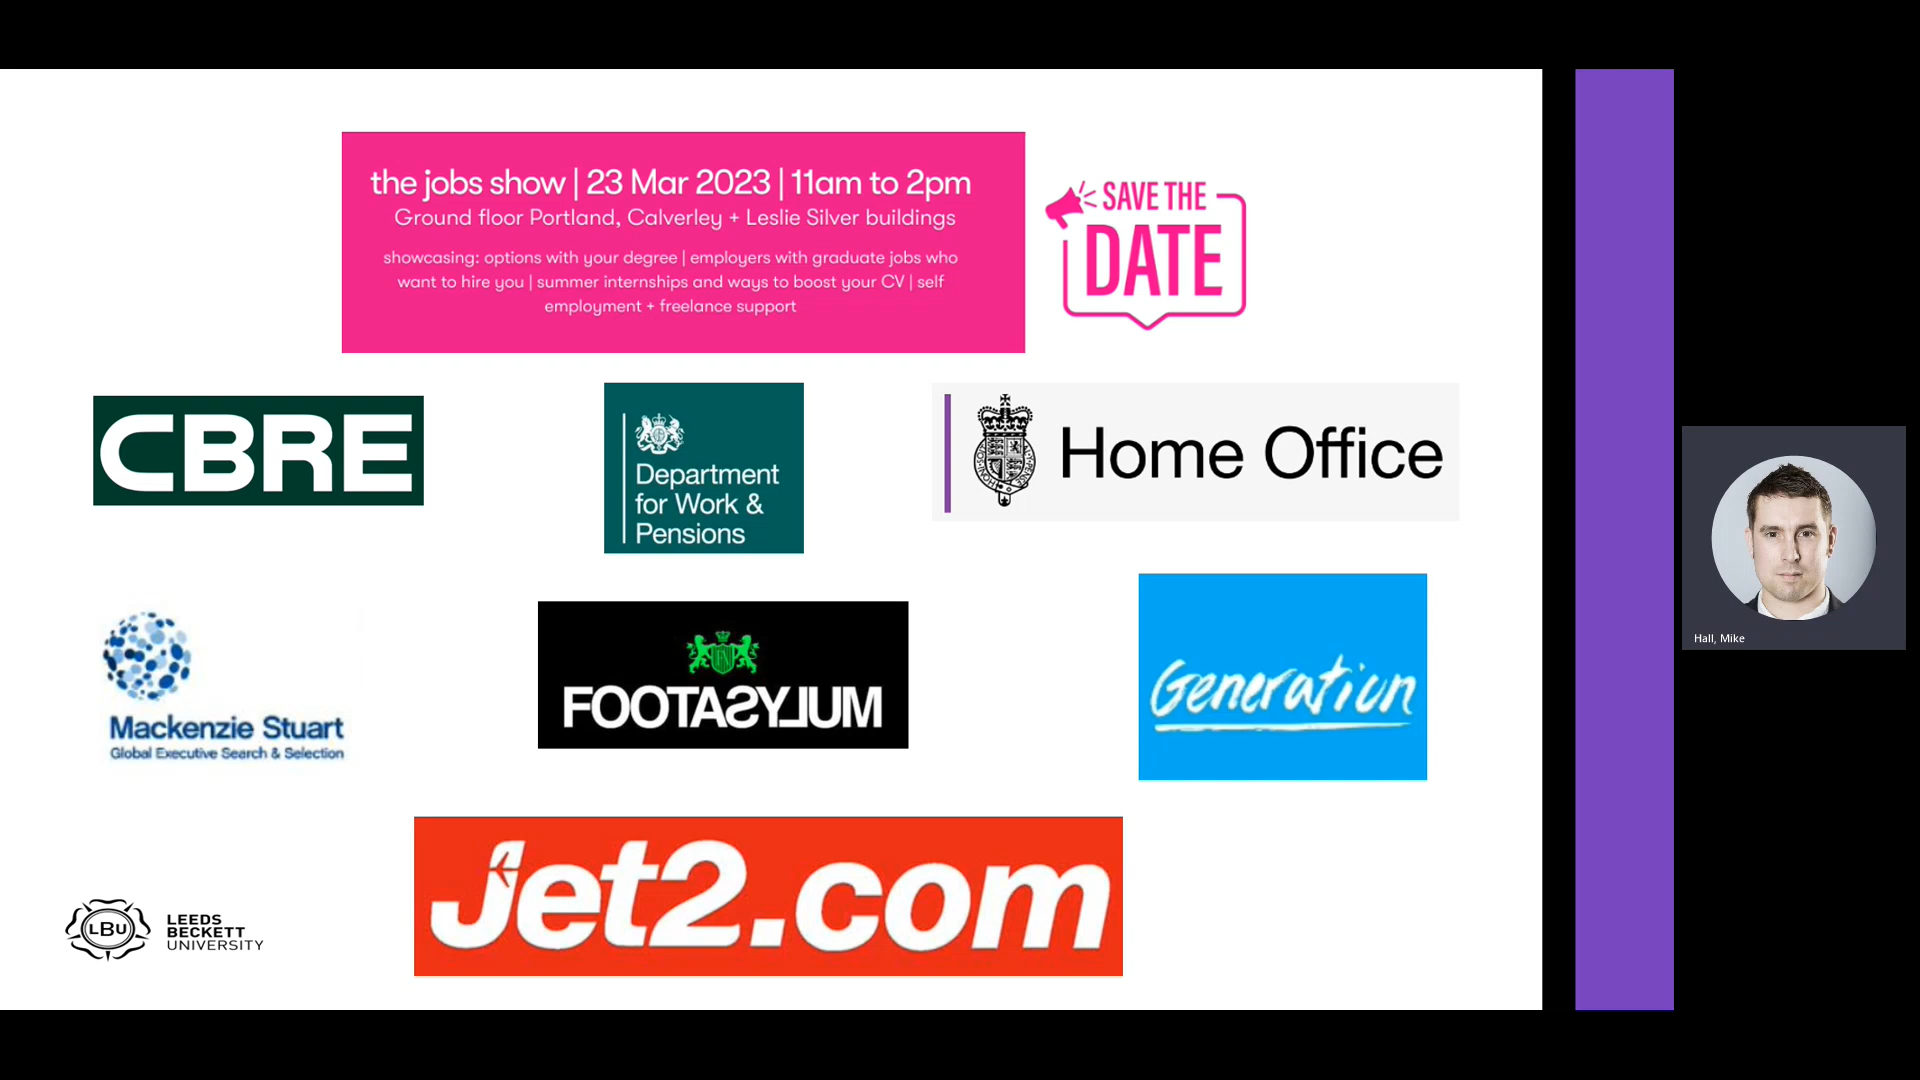 the jobs show | 23 Mar 2023 | 11am to 2pm
Ground floor Portland, Calverley + Leslie Silver buildings
showcasing: options with your degree | employers with graduate jobs who
want to hire you | summer internships and ways to boost your CV | self
employment + freelance support
SAVE THE
DATE
CBRE
Department
for Work &
Pensions
Home Office
Mackenzie Stuart
Global Executive Search & Selection
FOOTASYLUM
Generation
Jet2.com
LBU
LEEDS
BECKETT
UNIVERSITY
Hall, Mike